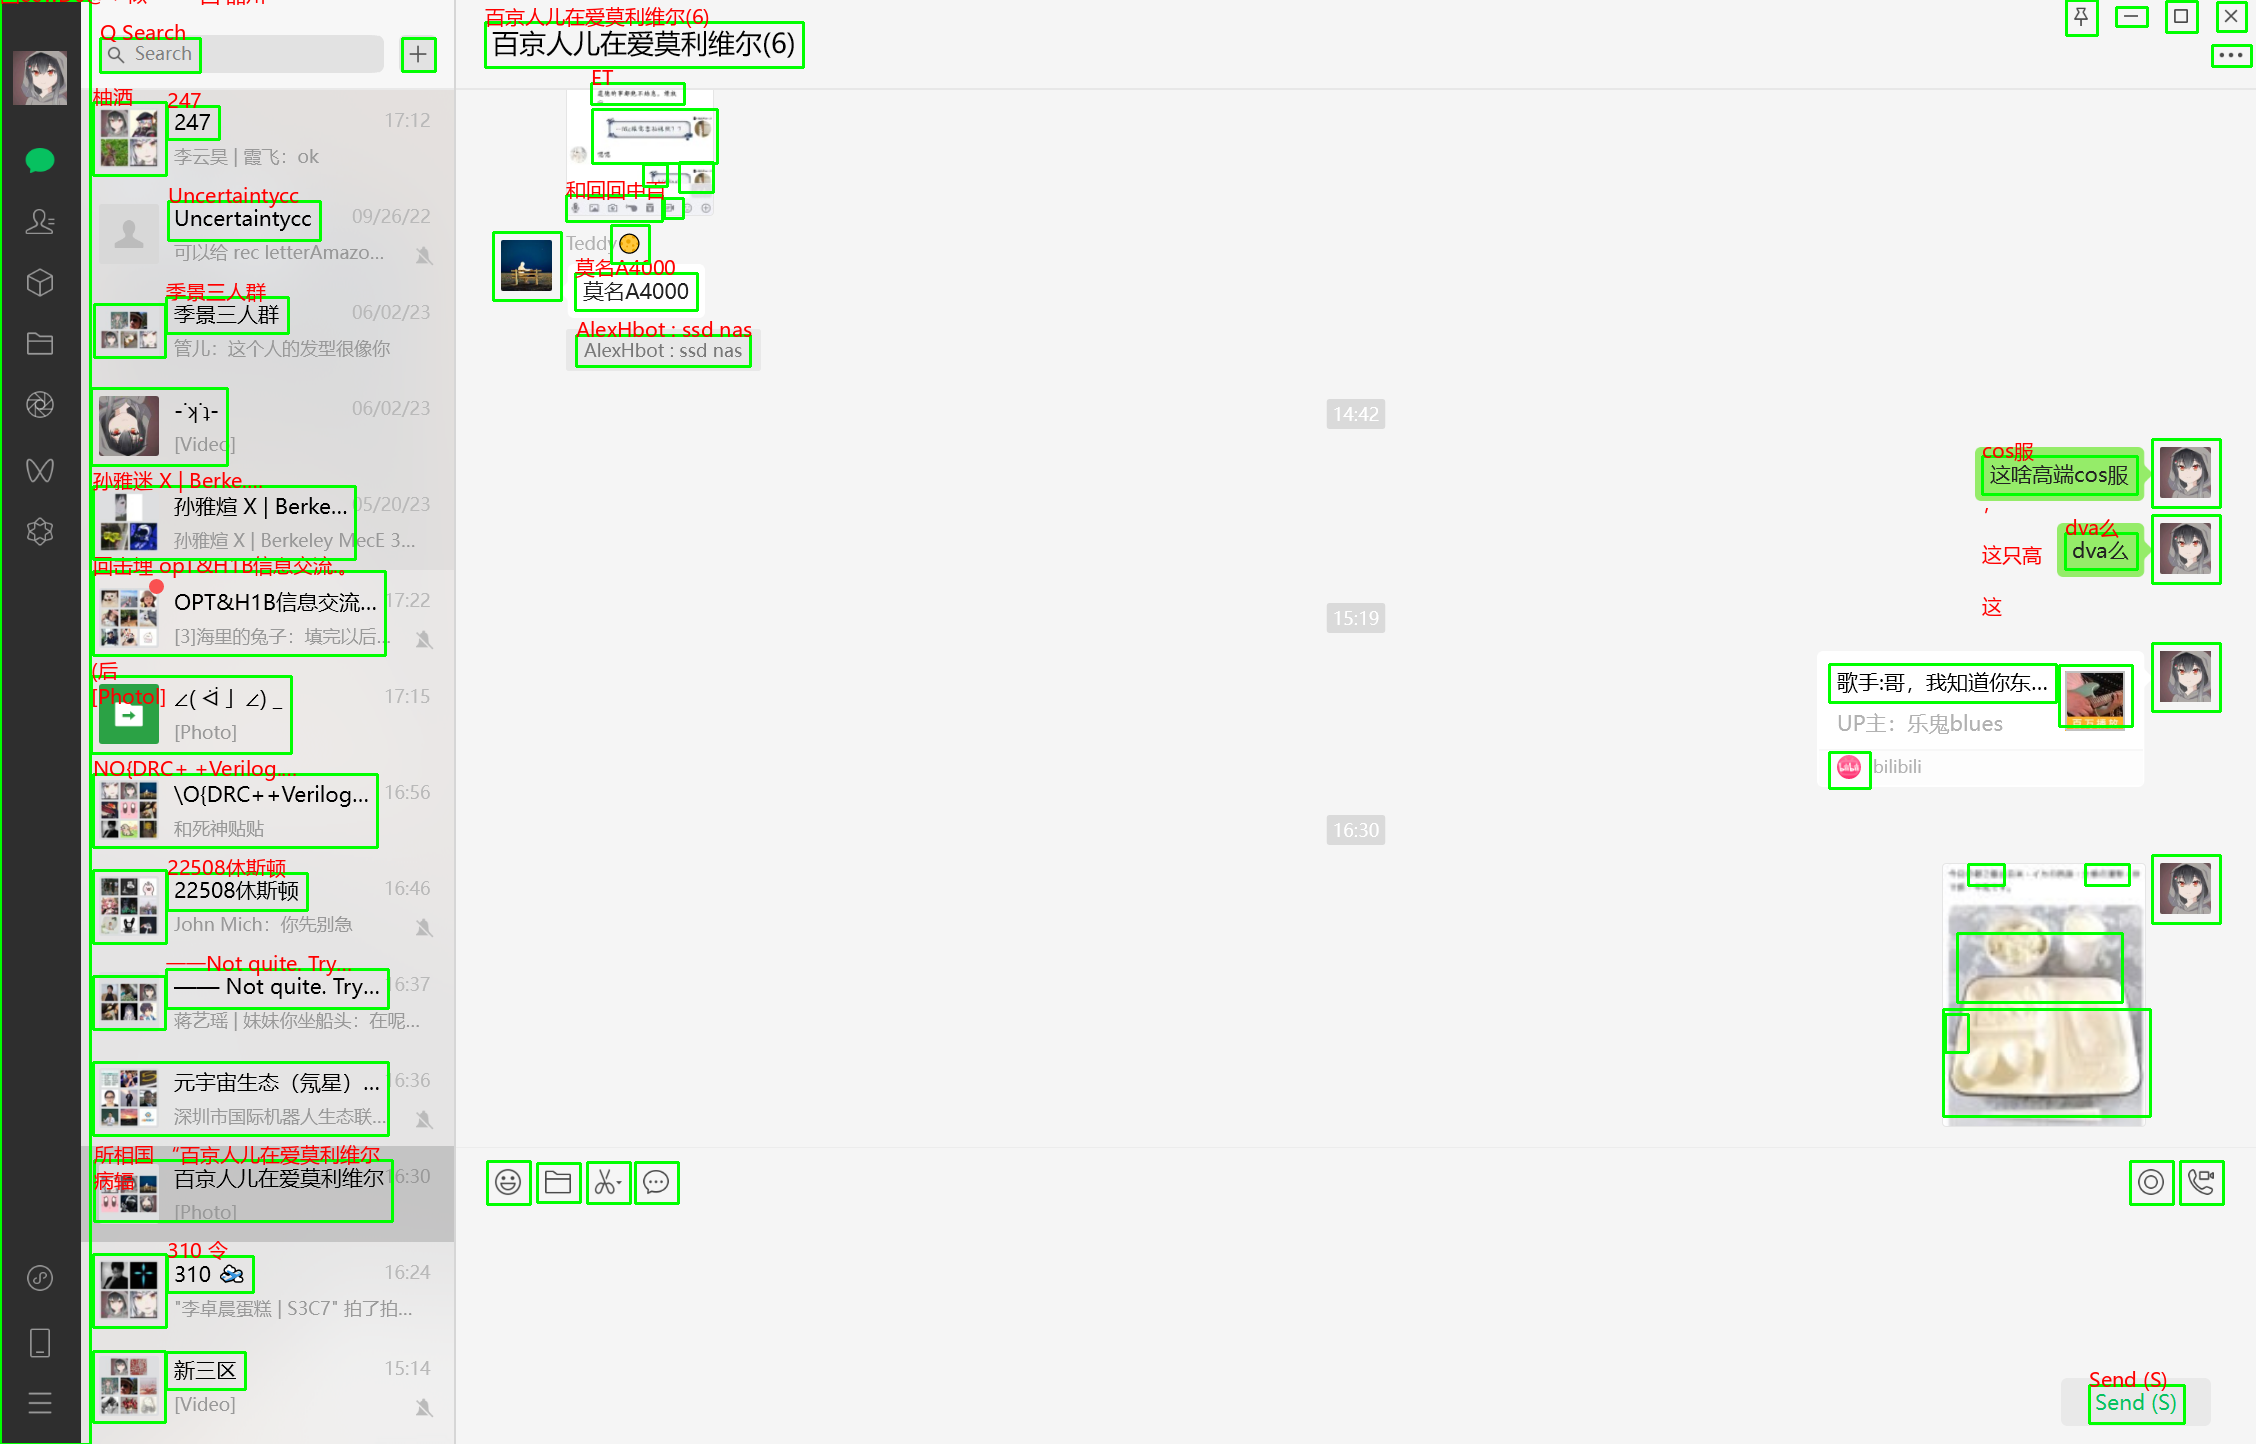 Q Search
Search
柚洒
247
247
17:12
李云昊 | 霞飞：ok
Uncertaintycc
Uncertaintycc
09/26/22
可以给 rec letterAmazo...
季景三人群
季景三人群
06/02/23
管儿：这个人的发型很像你
06/02/23
[Video]
孙雅迷 X | Berke....
孙雅煊 X | Berke...
05/20/23
孙雅煊 X | Berkeley MecE 3...
回击埋 opT&H1B信息交流.。
OPT&H1B信息交流...
17:22
[3]海里的兔子：填完以后...
(后
[Photol]
17:15
[Photo]
NO{DRC+ +Verilog....
\O{DRC++Verilog...
16:56
和死神贴贴
22508休斯顿
22508休斯顿
16:46
John Mich：你先别急
——Not quite. Try...
—— Not quite. Try...
16:37
蒋艺瑶 | 妹妹你坐船头：在呢...
元宇宙生态（氖星）...
16:36
深圳市国际机器人生态联...
所相国 “百京人儿在爱莫利维尔
病辐
百京人儿在爱莫利维尔
16:30
[Photo]
310 令
310
16:24
"李卓晨蛋糕 | S3C7" 拍了拍...
新三区
15:14
[Video]
百京人儿在爱莫利维尔(6)
百京人儿在爱莫利维尔(6)
FT
和回回中百
Teddy
莫名A4000
莫名A4000
AlexHbot : ssd nas
AlexHbot : ssd nas
14:42
cos服
这啥高端cos服
，
dva么
dva么
这只高
这
15:19
歌手:哥，我知道你东...
UP主：乐鬼blues
百万播放
bilibili
16:30
Send (S)
Send (S)